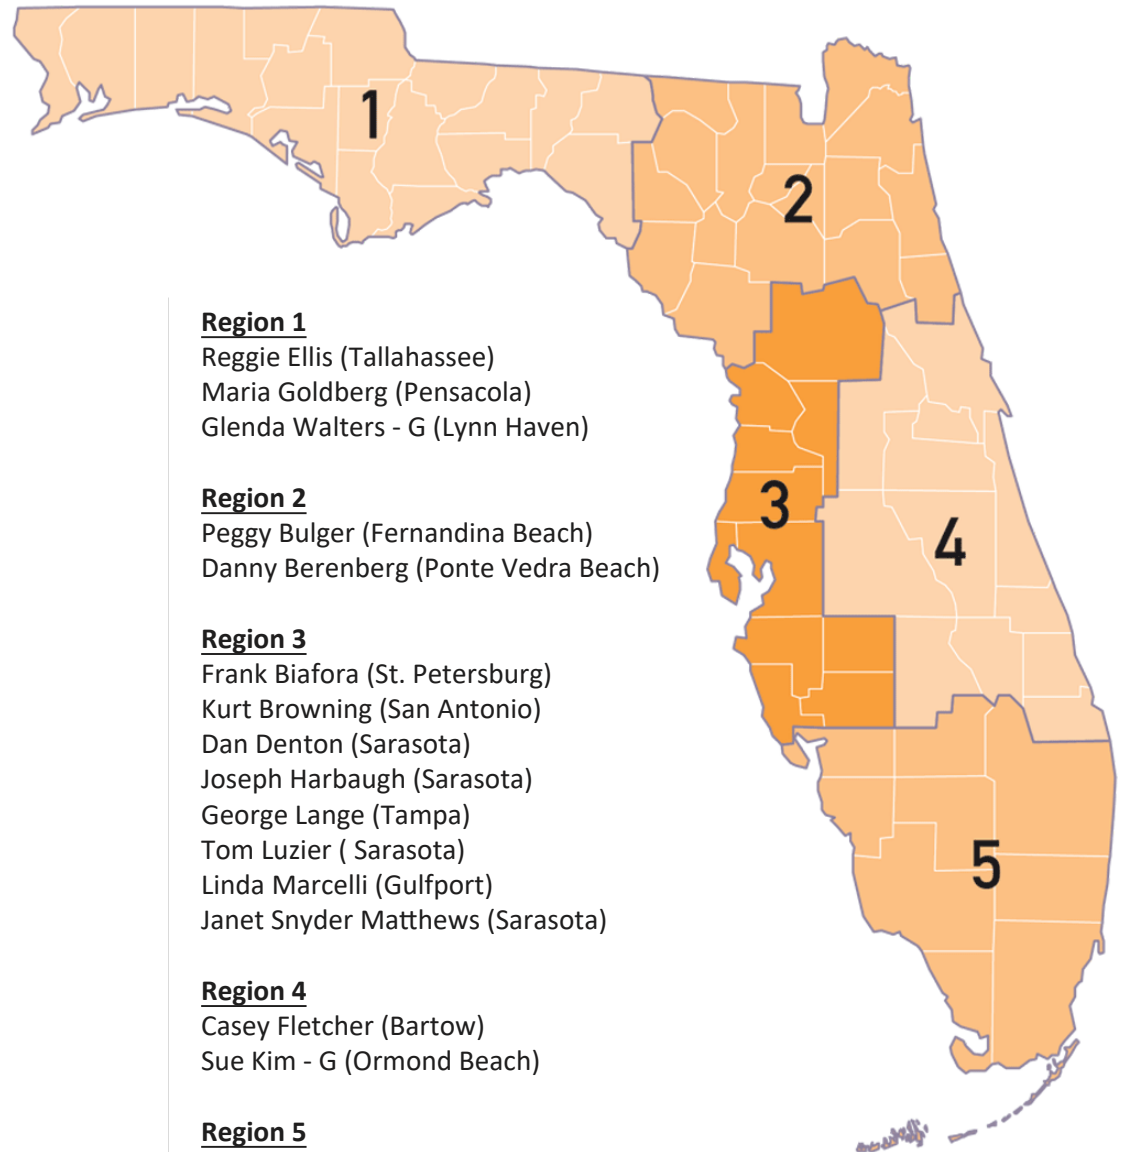 1
2
3
4
5
Region 1
Reggie Ellis (Tallahassee)
Maria Goldberg (Pensacola)
Glenda Walters - G (Lynn Haven)
Region 2
Peggy Bulger (Fernandina Beach)
Danny Berenberg (Ponte Vedra Beach)
Region 3
Frank Biafora (St. Petersburg)
Kurt Browning (San Antonio)
Dan Denton (Sarasota)
Joseph Harbaugh (Sarasota)
George Lange (Tampa)
Tom Luzier ( Sarasota)
Linda Marcelli (Gulfport)
Janet Snyder Matthews (Sarasota)
Region 4
Casey Fletcher (Bartow)
Sue Kim - G (Ormond Beach)
Region 5